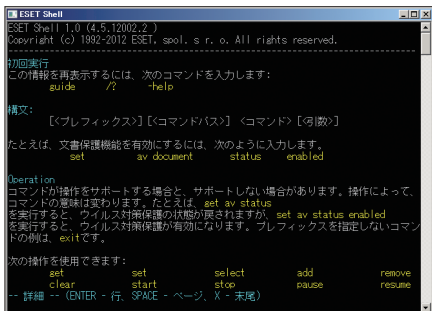 ESET Shell
ESET Shell 1.0 (4.5.12002.2 )
Copyright (c) 1992-2012 ESET, spol. s r. o. All rights reserved.
初回実行
この情報を再表示するには、次のコマンドを入力します:
guide /? -help
構文:
[<プレフィックス>] [<コマンドパス>] <コマンド> [<引数>]
たとえば、文書保護機能を有効にするには、次のように入力します。
set av document status enabled
Operation
コマンドが操作をサポートする場合と、サポートしない場合があります。操作によって、
コマンドの意味は変わります。たとえば、get av status
を実行すると、ウイルス対策保護の状態が戻されますが、set av status enabled
を実行すると、ウイルス対策保護が有効になります。プレフィックスを指定しないコマン
ドの例は、exitです。
次の操作を使用できます:
get set select add remove
clear start stop pause resume
-- 詳細 -- (ENTER - 行、SPACE - ページ、X - 末尾)